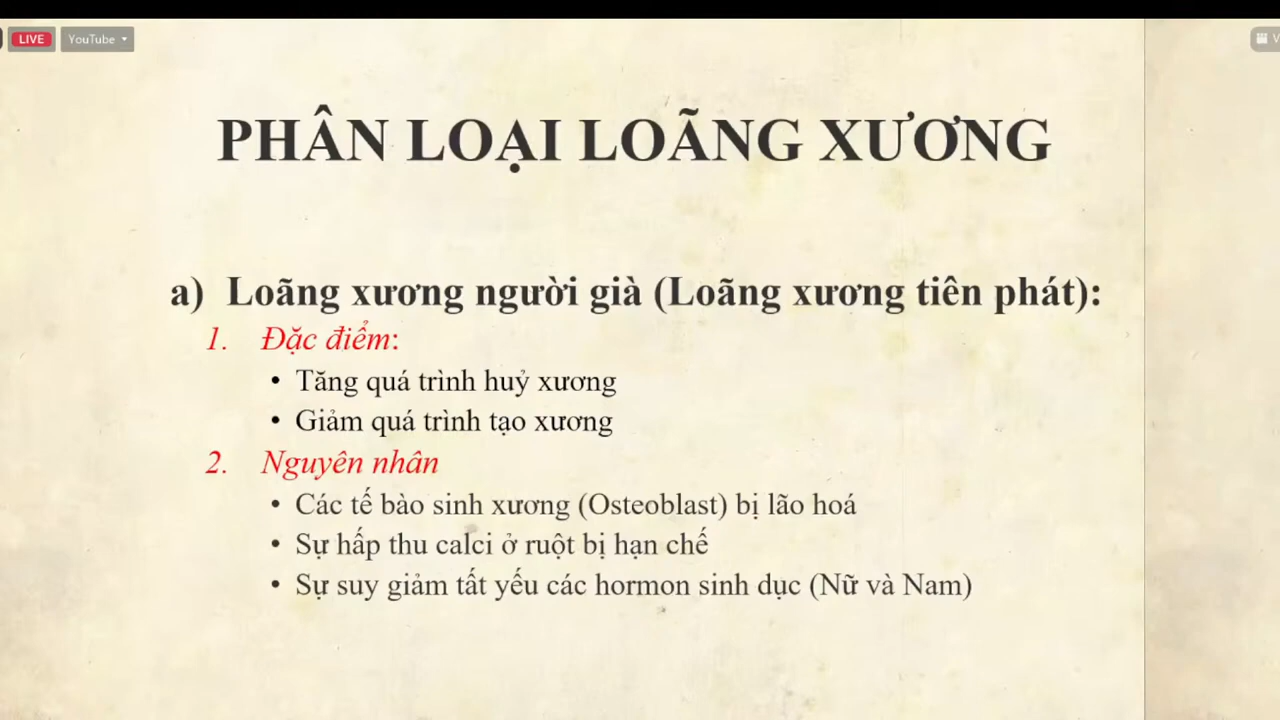 LIVE YouTube
PHÂN LOẠI LOÃNG XƯƠNG
a) Loãng xương người già (Loãng xương tiên phát):
1. Đặc điểm:
• Tăng quá trình huỷ xương
• Giảm quá trình tạo xương
2. Nguyên nhân
• Các tế bào sinh xương (Osteoblast) bị lão hoá
• Sự hấp thu calci ở ruột bị hạn chế
• Sự suy giảm tất yếu các hormon sinh dục (Nữ và Nam)